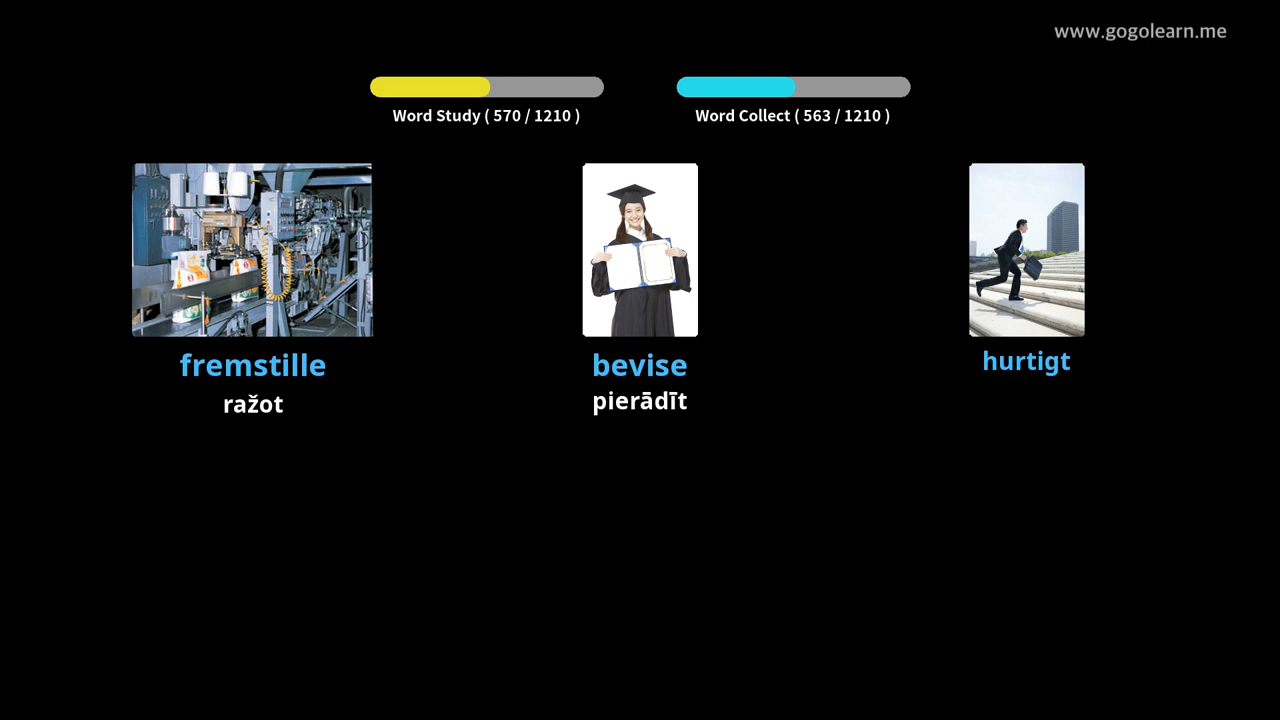 www.gogolearn.me
Word Study ( 570 / 1210 )
Word Collect ( 563 / 1210 )
fremstille
ražot
bevise
pierādīt
hurtigt